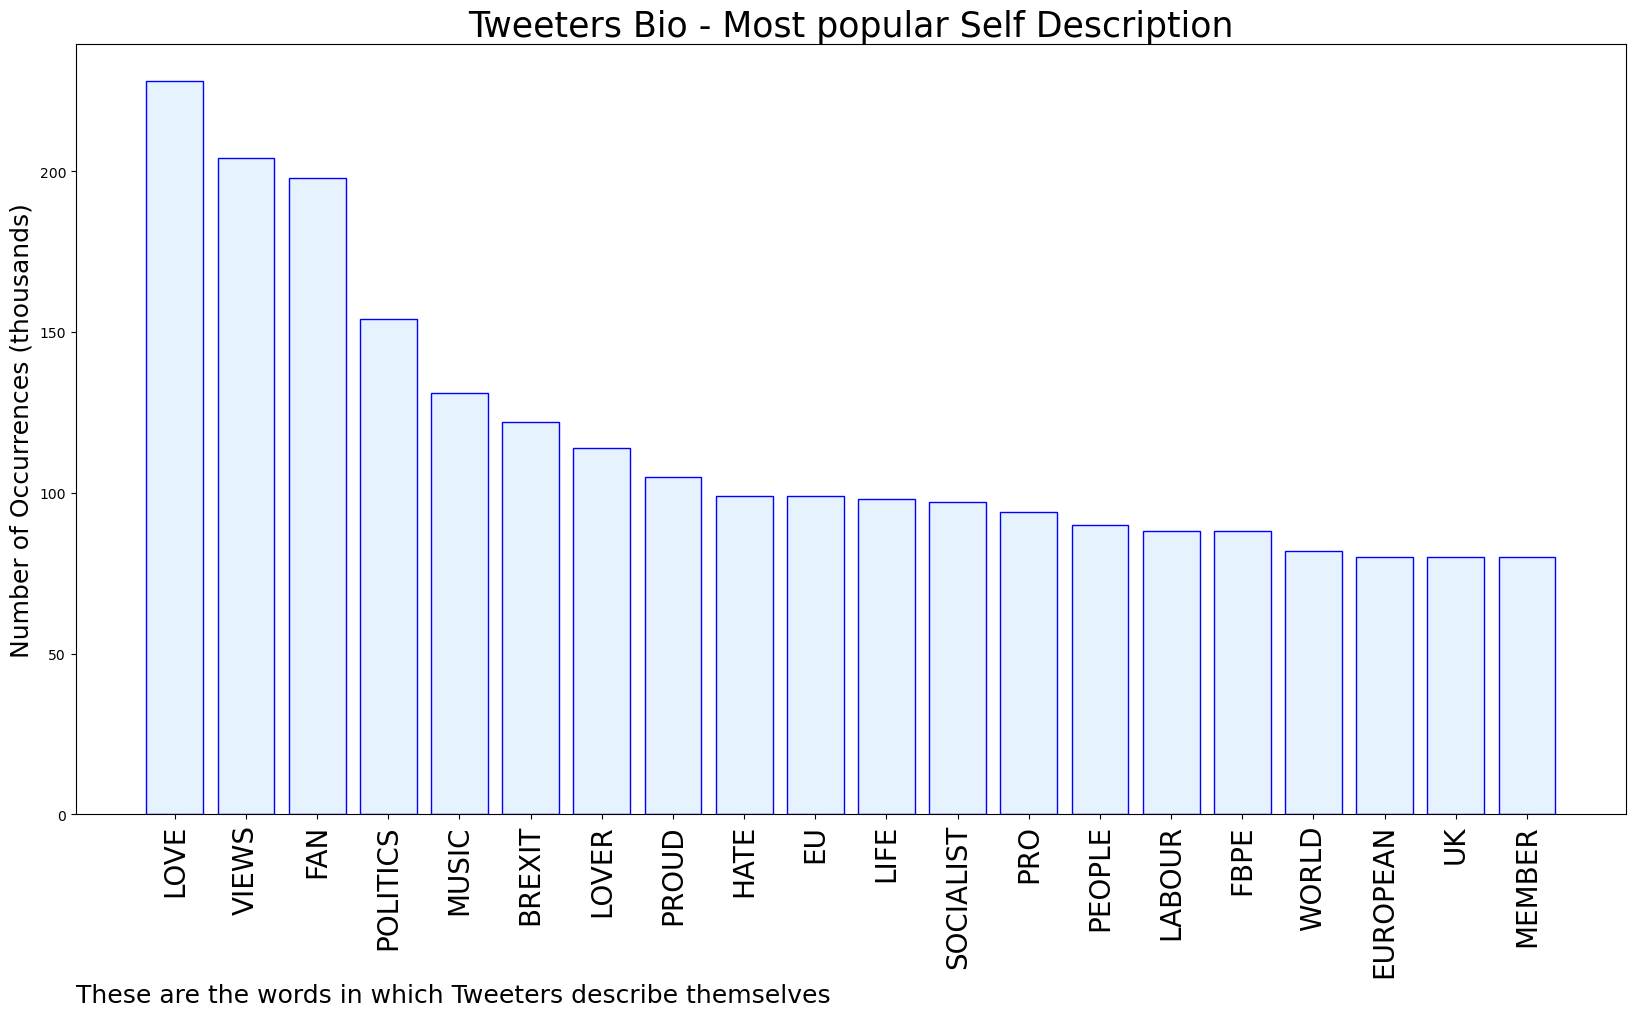 Tweeters Bio - Most popular Self Description
Number of Occurrences (thousands)
200
150
100
50
0
LOVE
VIEWS
FAN
POLITICS
MUSIC
BREXIT
LOVER
PROUD
HATE
EU
LIFE
SOCIALIST
PRO
PEOPLE
LABOUR
FBPE
WORLD
EUROPEAN
UK
MEMBER
These are the words in which Tweeters describe themselves